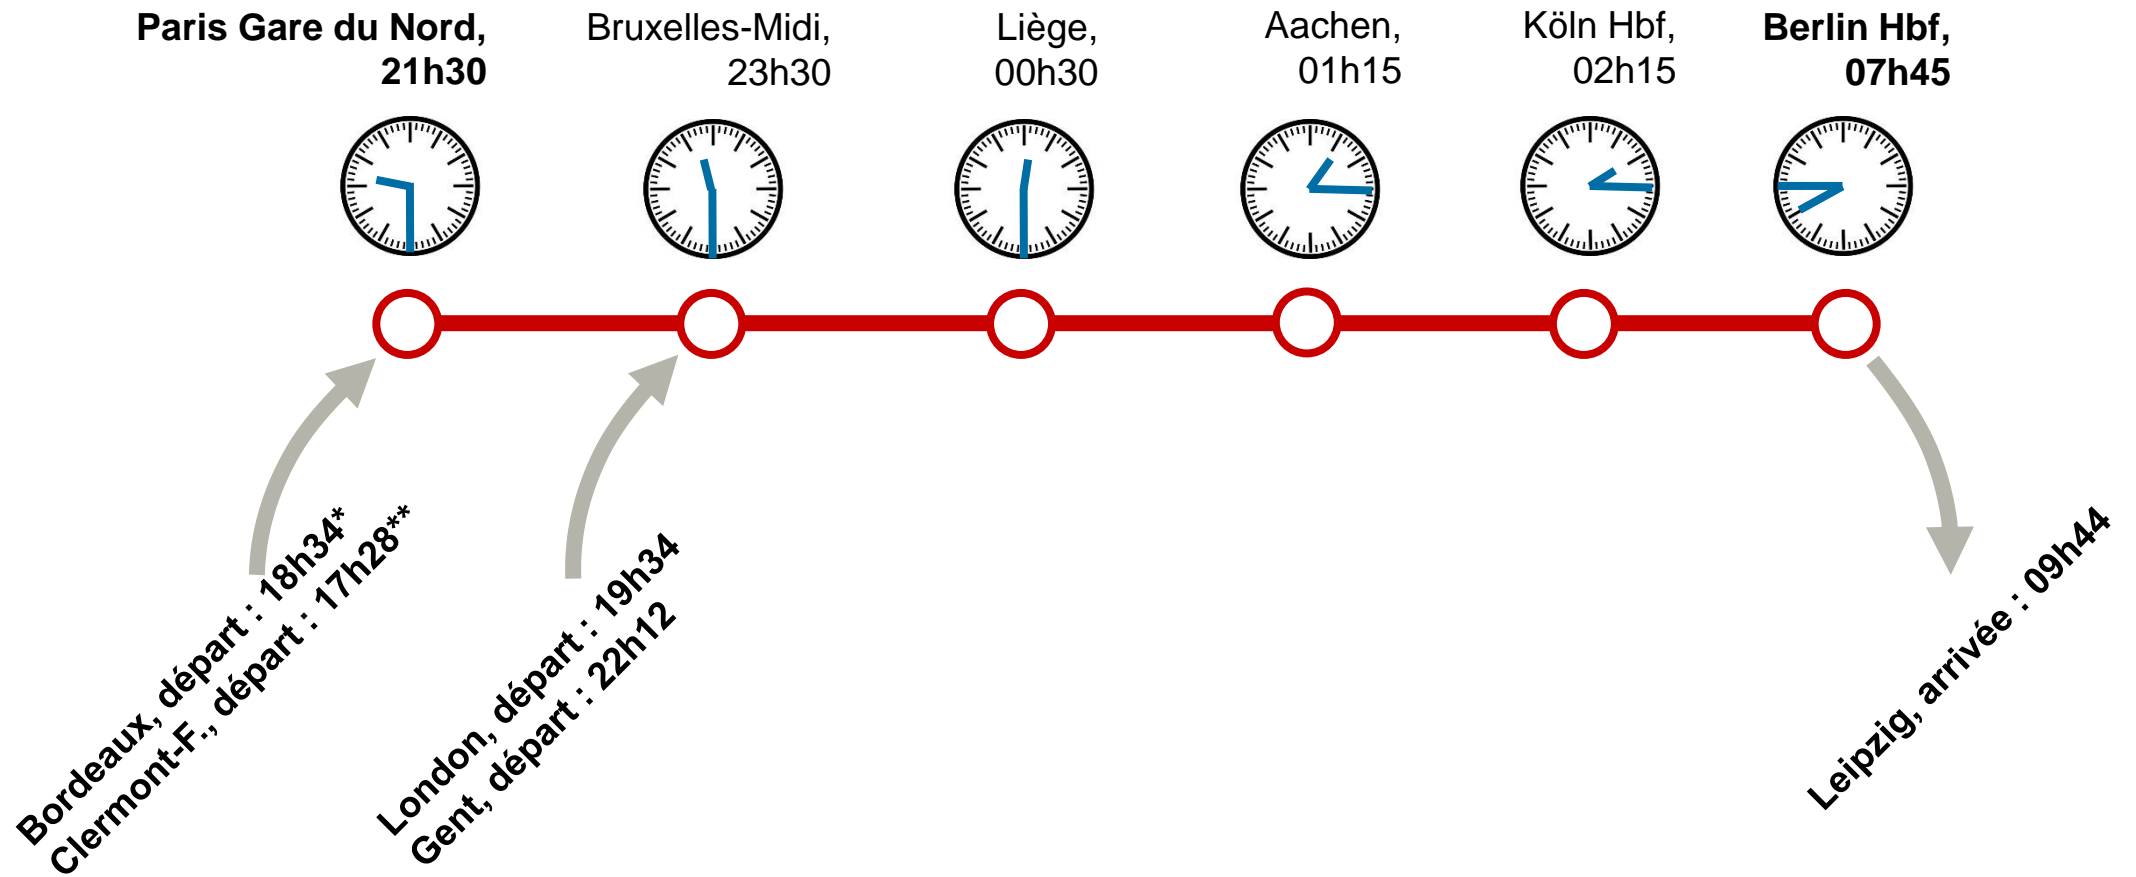 Paris Gare du Nord,
21h30
Bruxelles-Midi,
23h30
Liège,
00h30
Aachen,
01h15
Köln Hbf,
02h15
Berlin Hbf,
07h45
Bordeaux, départ : 18h34*
Clermont-F., départ : 17h28**
London, départ : 19h34
Gent, départ : 22h12
Leipzig, arrivée : 09h44